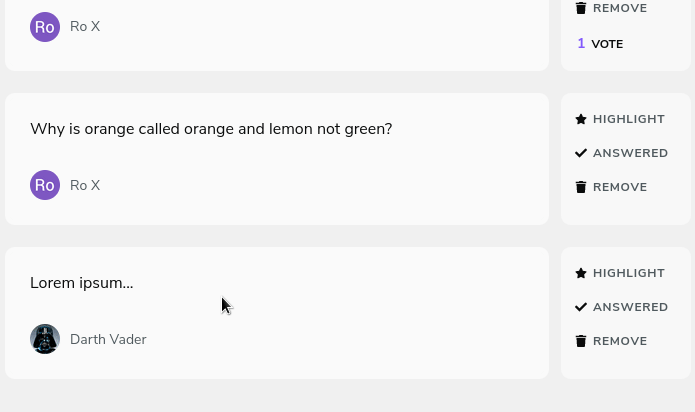 REMOVE
Ro Ro X
1 VOTE
Why is orange called orange and lemon not green?
Ro Ro X
HIGHLIGHT
ANSWERED
REMOVE
Lorem ipsum...
Darth Vader
HIGHLIGHT
ANSWERED
REMOVE